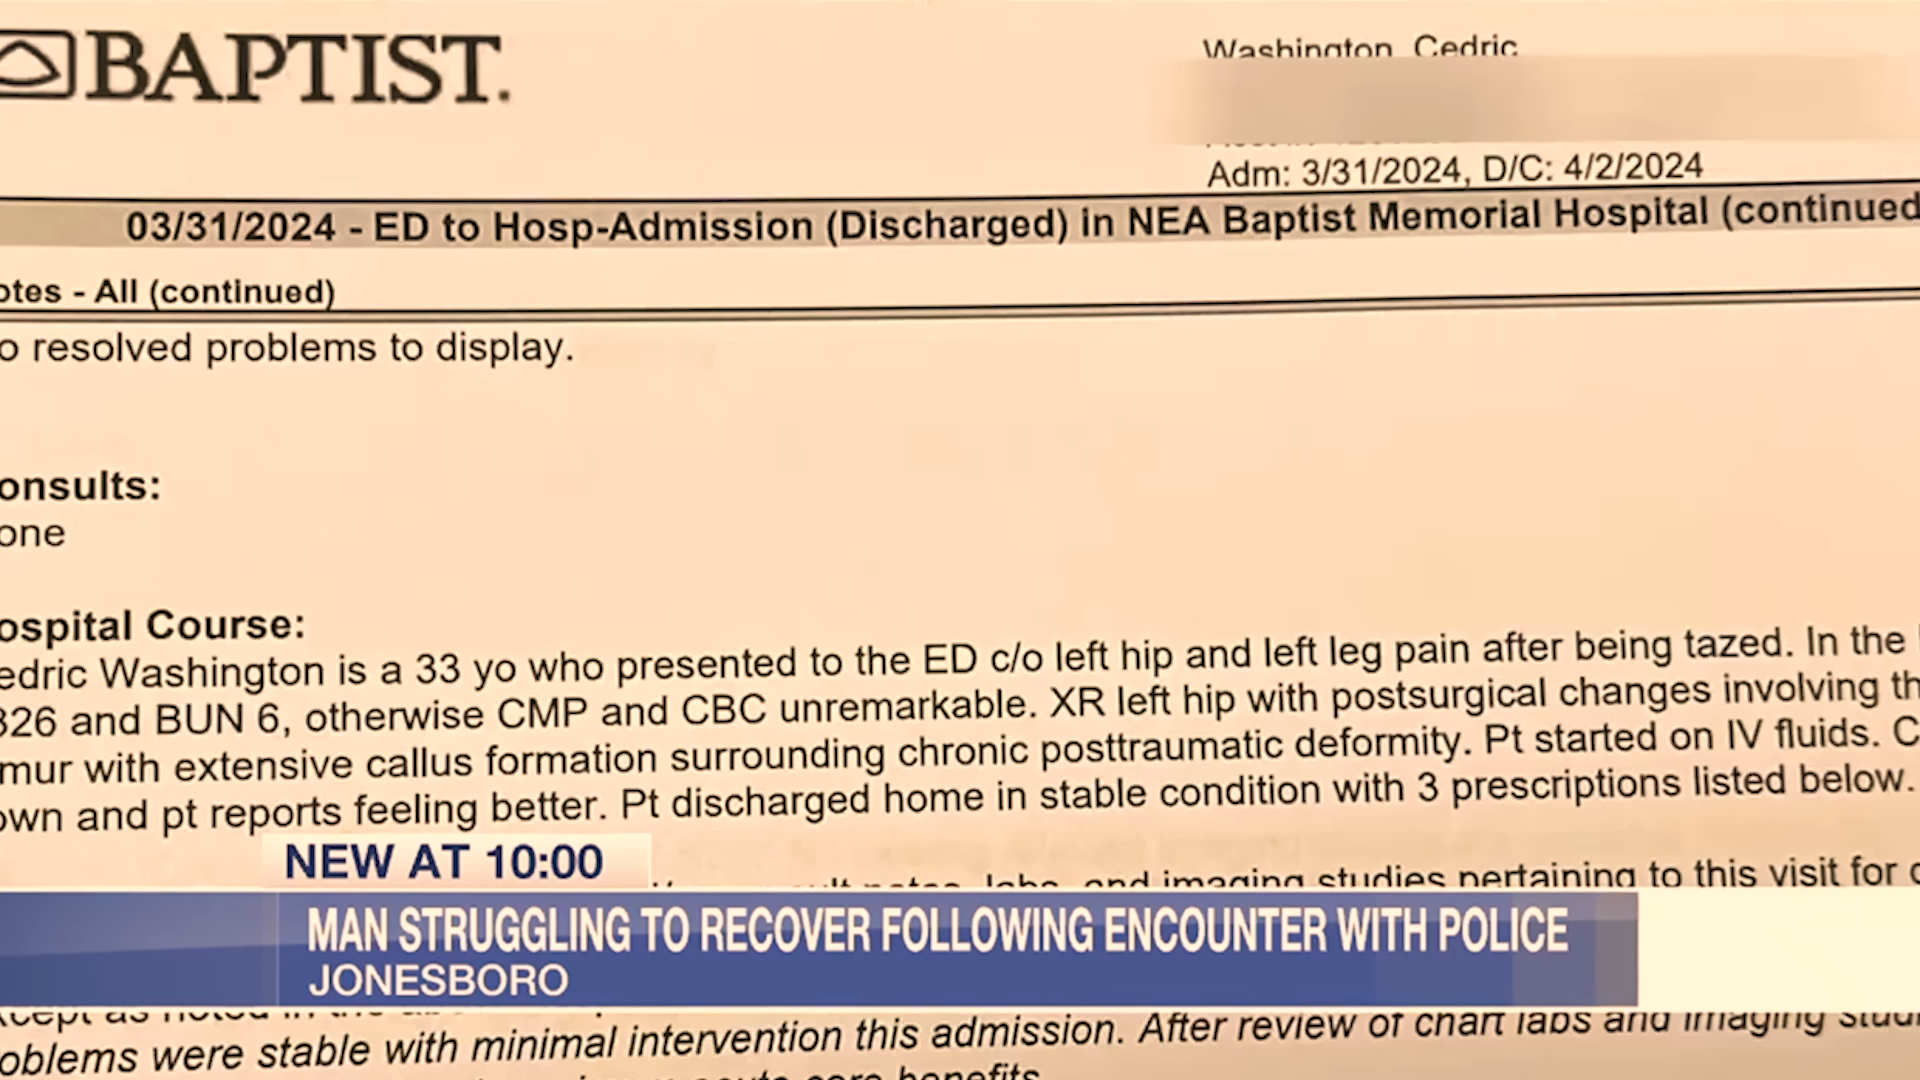 BAPTIST.
Washington, Cedric
Adm: 3/31/2024, D/C: 4/2/2024
03/31/2024 - ED to Hosp-Admission (Discharged) in NEA Baptist Memorial Hospital (continued
otes - All (continued)
o resolved problems to display.
onsults:
one
ospital Course:
edric Washington is a 33 yo who presented to the ED c/o left hip and left leg pain after being tazed. In the
326 and BUN 6, otherwise CMP and CBC unremarkable. XR left hip with postsurgical changes involving th
mur with extensive callus formation surrounding chronic posttraumatic deformity. Pt started on IV fluids. C
own and pt reports feeling better. Pt discharged home in stable condition with 3 prescriptions listed below.
notes, labs, and imaging studies pertaining to this visit for
NEW AT 10:00
MAN STRUGGLING TO RECOVER FOLLOWING ENCOUNTER WITH POLICE
JONESBORO
oblems were stable with minimal intervention this admission. After review of chart labs and imaging
acute care benefits